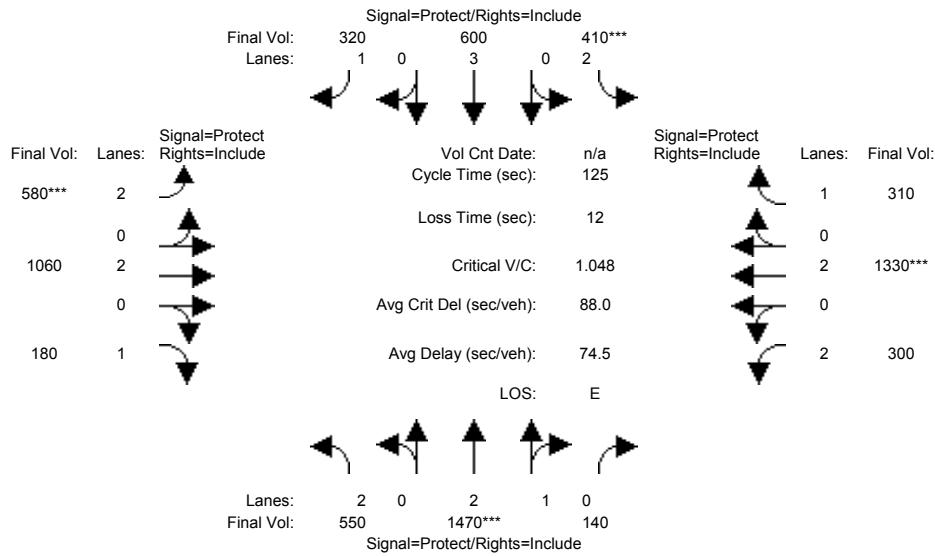 Signal=Protect/Rights=Include
Final Vol: 320 600 410***
Lanes: 1 0 3 0 2
Signal=Protect Signal=Protect
Final Vol: Lanes: Rights=Include Vol Cnt Date: n/a Rights=Include Lanes: Final Vol:
Cycle Time (sec): 125
580*** 2 1 310
Loss Time (sec): 12
0 0
1060 2 Critical V/C: 1.048 2 1330***
0 Avg Crit Del (sec/veh): 88.0 0
180 1 Avg Delay (sec/veh): 74.5 2 300
LOS: E
Lanes: 2 0 2 1 0
Final Vol: 550 1470*** 140
Signal=Protect/Rights=Include